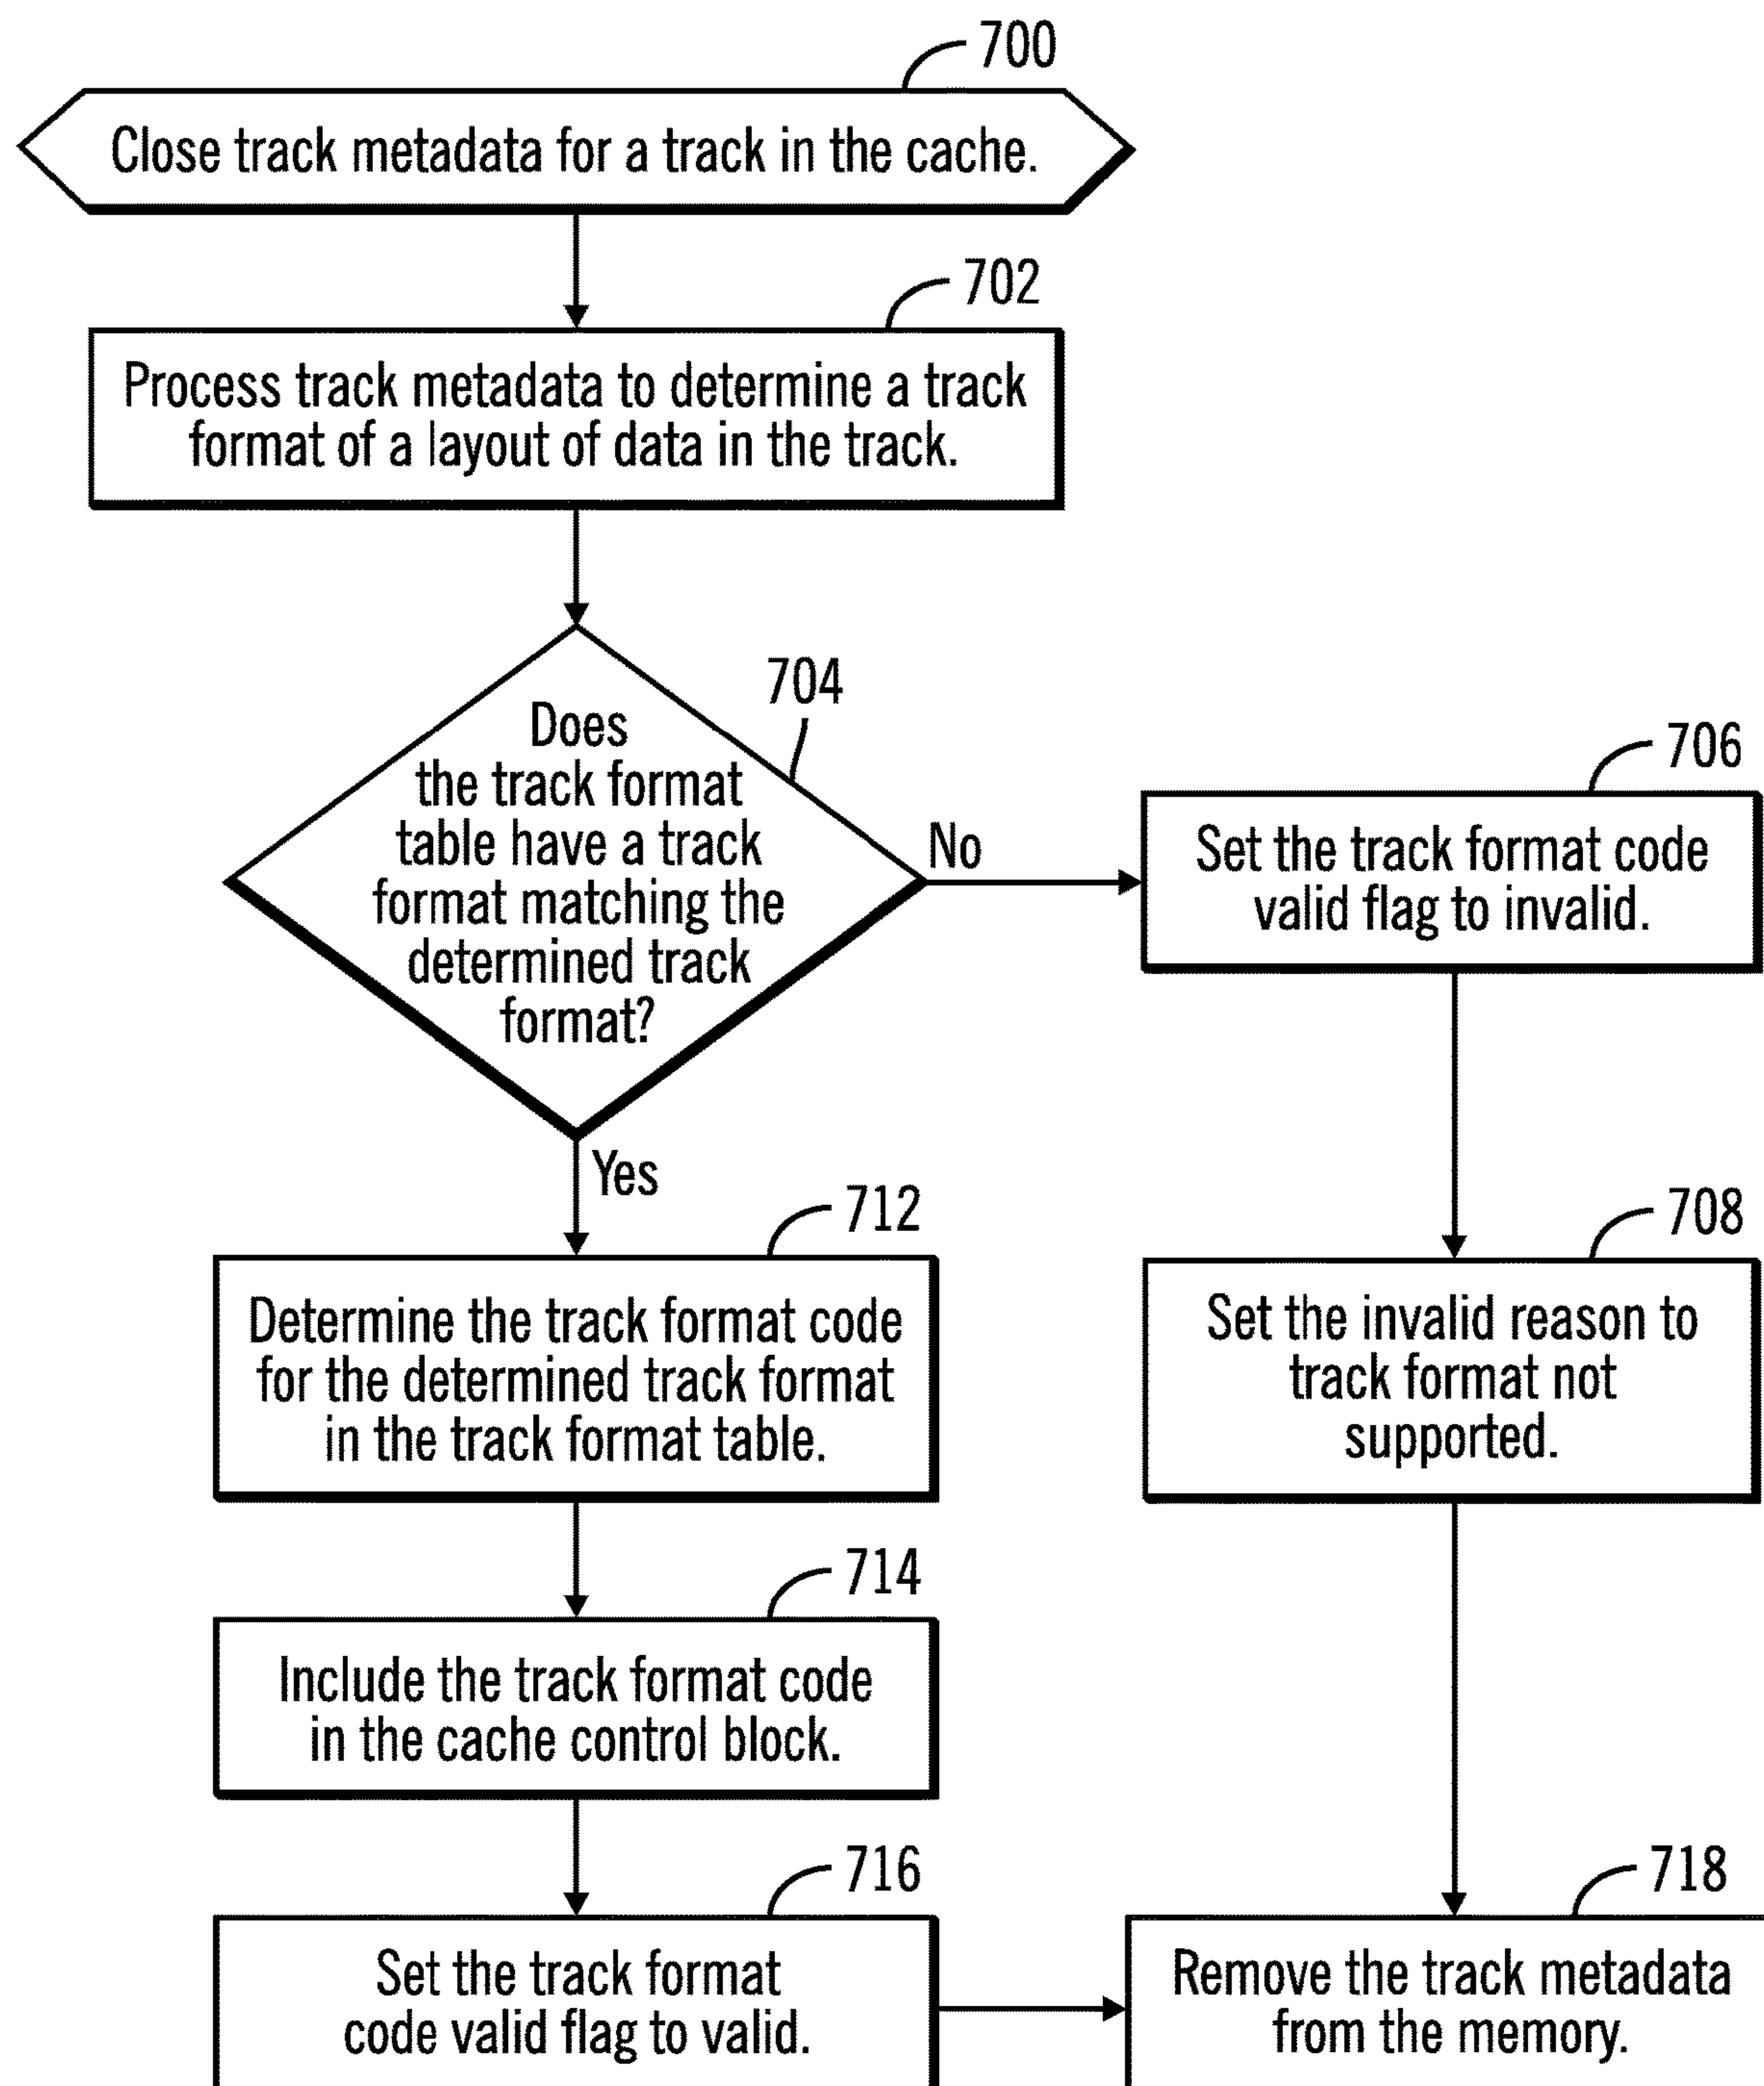 700
Close track metadata for a track in the cache.
702
Process track metadata to determine a track
format of a layout of data in the track.
704
Does
the track format
table have a track
format matching the
determined track
format?
No
706
Set the track format code
valid flag to invalid.
Yes
708
Set the invalid reason to
track format not
supported.
712
Determine the track format code
for the determined track format
in the track format table.
714
Include the track format code
in the cache control block.
716
Set the track format
code valid flag to valid.
718
Remove the track metadata
from the memory.